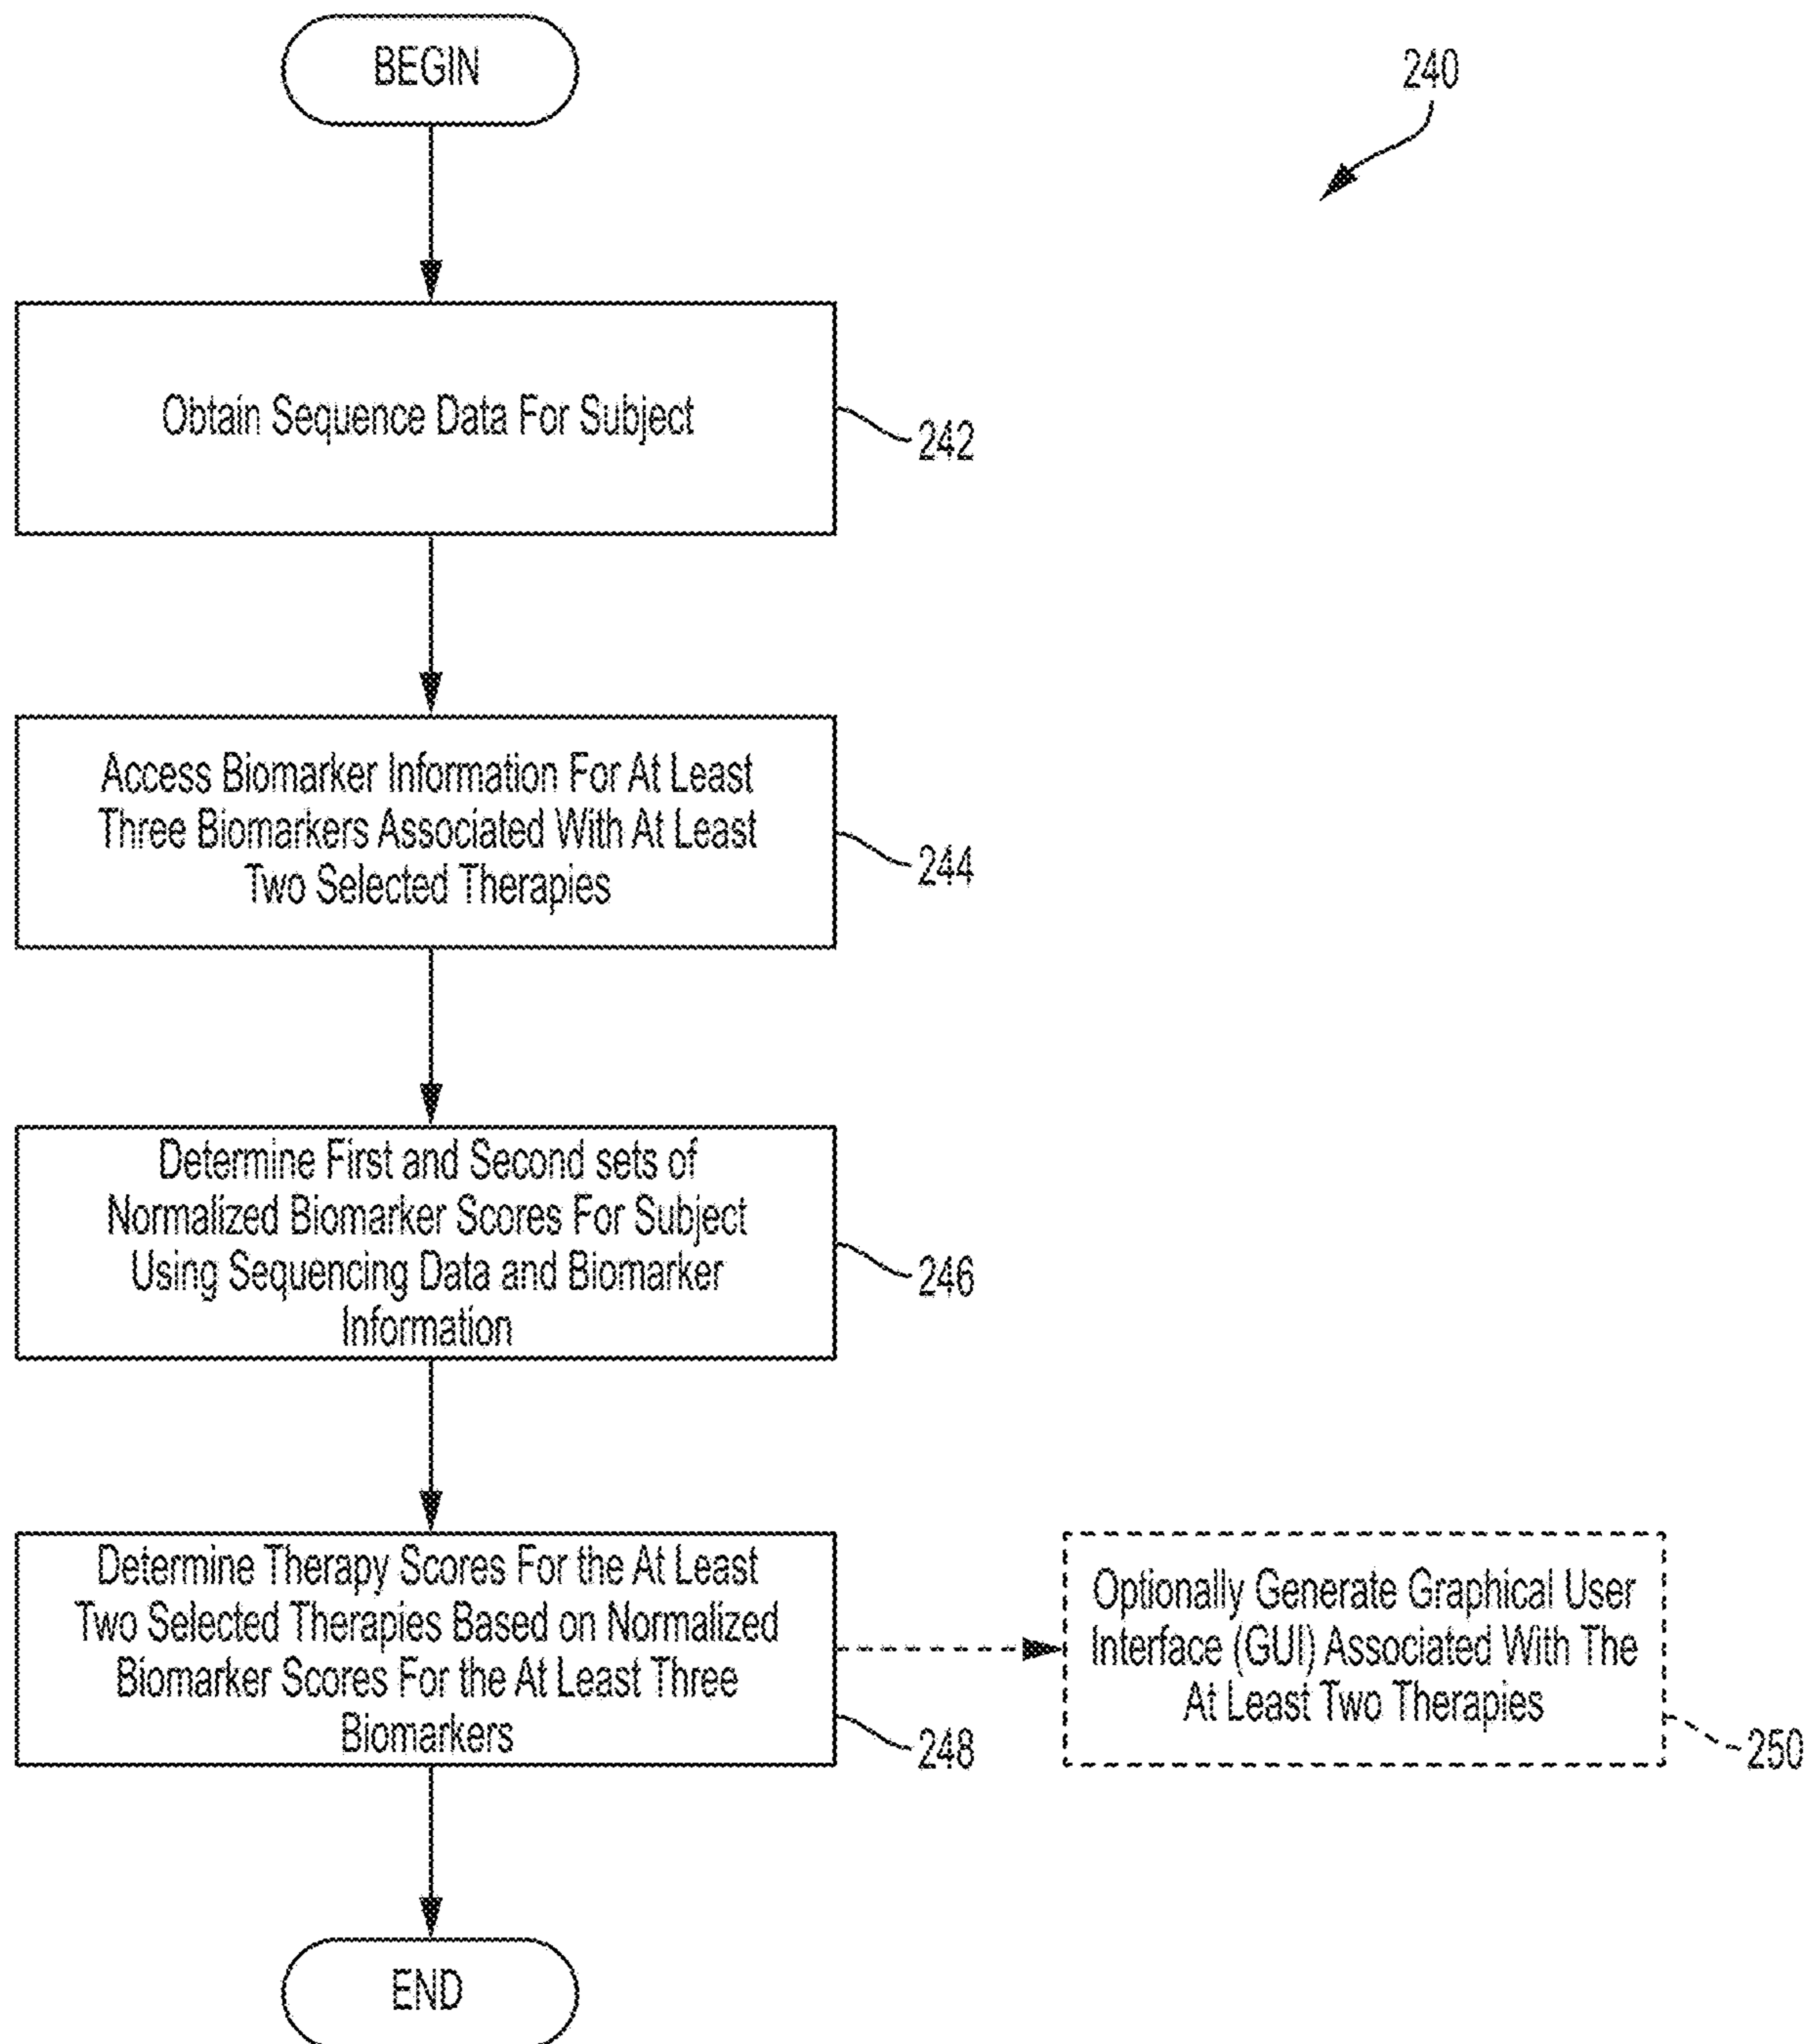 BEGIN
240
Obtain Sequence Data For Subject
242
Access Biomarker Information For At Least
Three Biomarkers Associated With At Least
Two Selected Therapies
244
Determine First and Second sets of
Normalized Biomarker Scores For Subject
Using Sequencing Data and Biomarker
Information
246
Determine Therapy Scores For the At Least
Two Selected Therapies Based on Normalized
Biomarker Scores For the At Least Three
Biomarkers
248
Optionally Generate Graphical User
Interface (GUI) Associated With The
At Least Two Therapies
250
END